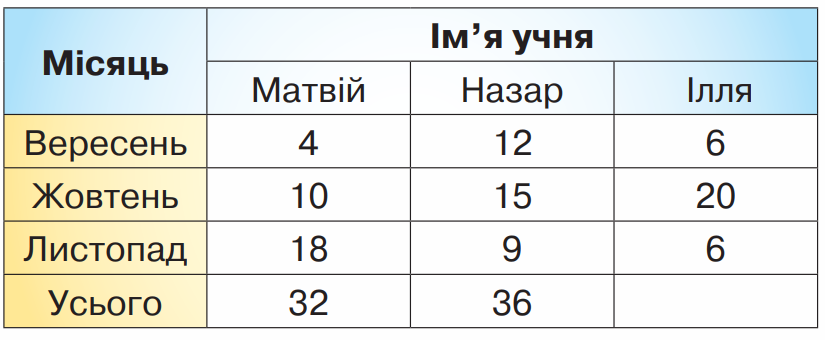 Місяць
Ім’я учня
Матвій Назар Ілля
Вересень 4 12 6
Жовтень 10 15 20
Листопад 18 9 6
Усього 32 36